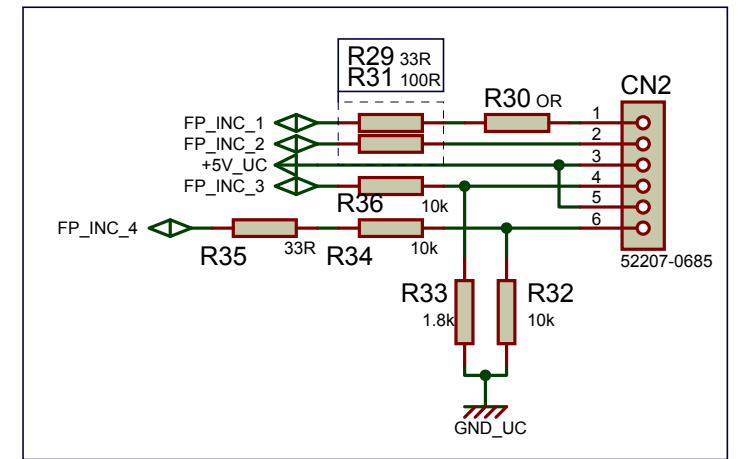 R29 33R
R31 100R
R30 OR
CN2
FP_INC_1
1
FP_INC_2
2
+5V_UC
3
FP_INC_3
4
R36
10k
5
FP_INC_4
6
R35
33R
R34
10k
52207-0685
R33
1.8k
R32
10k
GND_UC